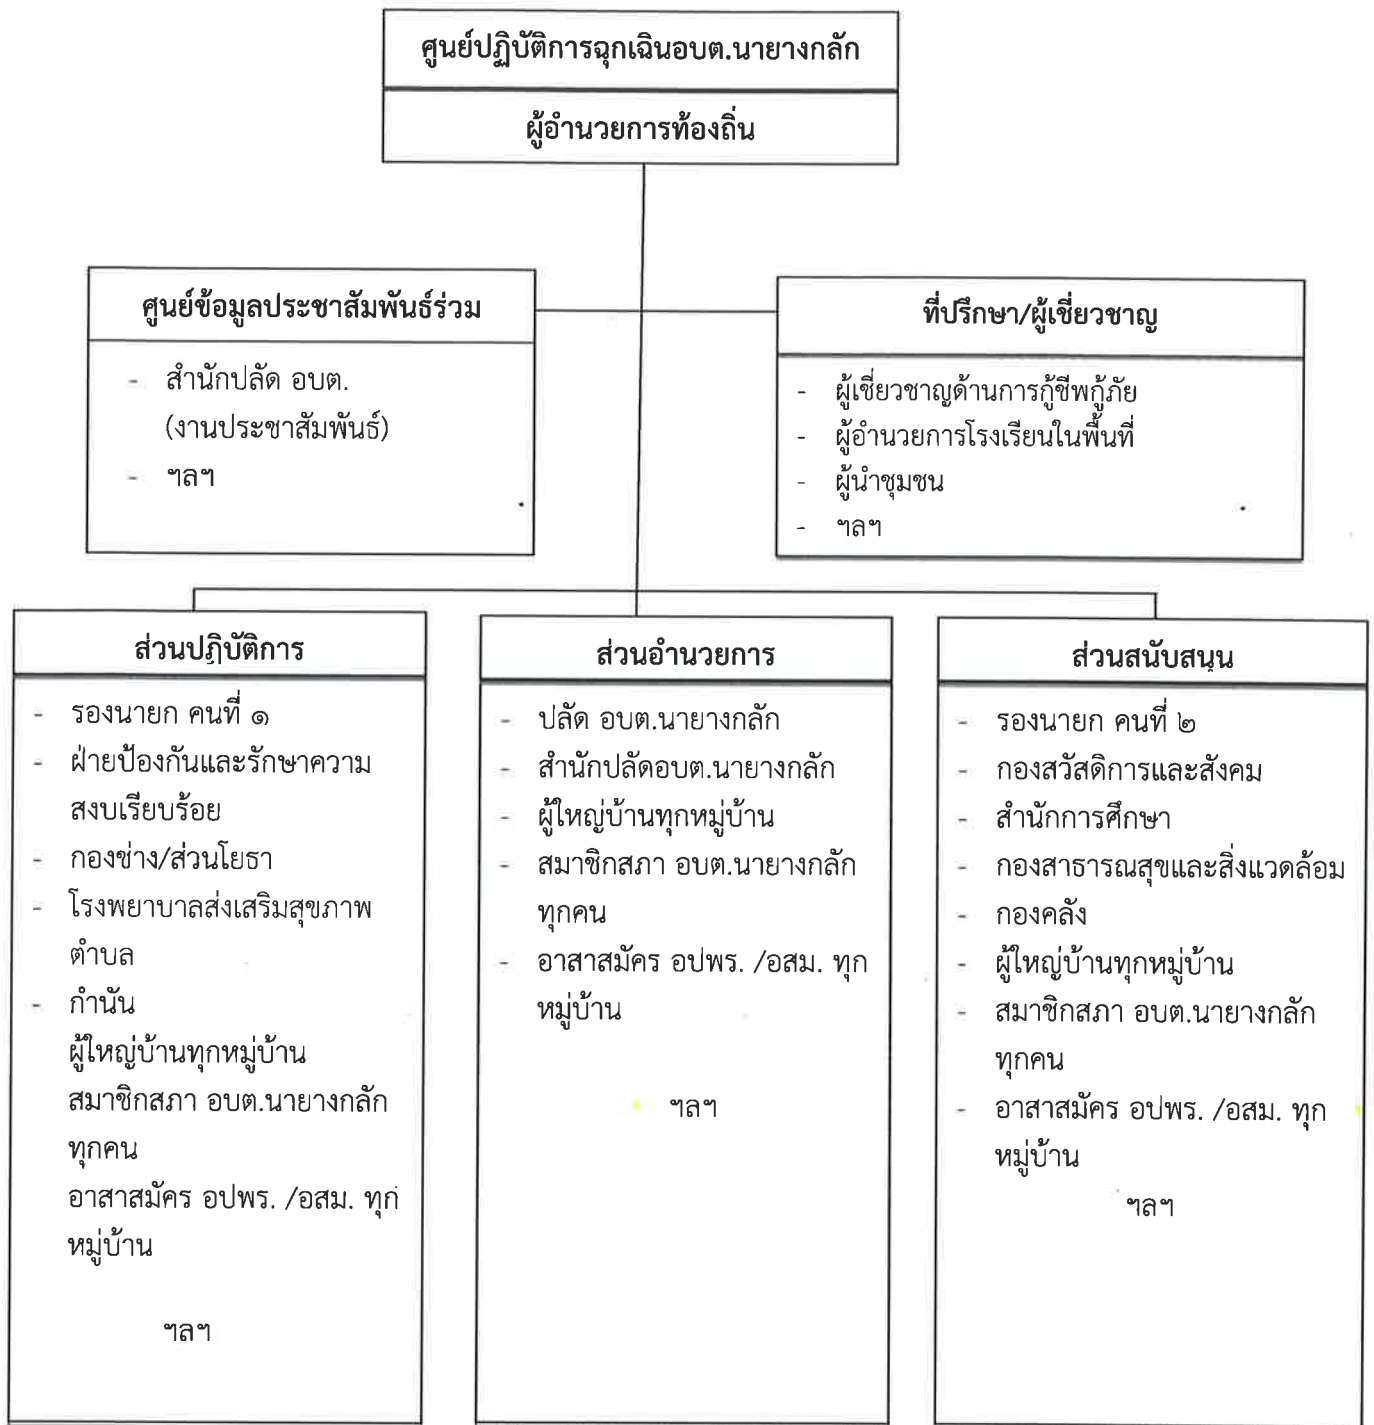 ศูนย์ปฏิบัติการฉุกเฉินอบต.นายางกลัก
ผู้อำนวยการท้องถิ่น
ศูนย์ข้อมูลประชาสัมพันธ์ร่วม
- สำนักปลัด อบต.
(งานประชาสัมพันธ์)
- ฯลฯ
ที่ปรึกษา/ผู้เชี่ยวชาญ
- ผู้เชี่ยวชาญด้านการกู้ชีพกู้ภัย
- ผู้อำนวยการโรงเรียนในพื้นที่
- ผู้นำชุมชน
- ฯลฯ
ส่วนปฏิบัติการ
- รองนายก คนที่ ๑
- ฝ่ายป้องกันและรักษาความ
สงบเรียบร้อย
- กองช่าง/ส่วนโยธา
- โรงพยาบาลส่งเสริมสุขภาพ
ตำบล
- กำนัน
ผู้ใหญ่บ้านทุกหมู่บ้าน
สมาชิกสภา อบต.นายางกลัก
ทุกคน
อาสาสมัคร อปพร. /อสม. ทุก
หมู่บ้าน
ฯลฯ
ส่วนอำนวยการ
- ปลัด อบต.นายางกลัก
- สำนักปลัดอบต.นายางกลัก
- ผู้ใหญ่บ้านทุกหมู่บ้าน
- สมาชิกสภา อบต.นายางกลัก
ทุกคน
- อาสาสมัคร อปพร. /อสม. ทุก
หมู่บ้าน
ฯลฯ
ส่วนสนับสนุน
- รองนายก คนที่ ๒
- กองสวัสดิการและสังคม
- สำนักการศึกษา
- กองสาธารณสุขและสิ่งแวดล้อม
- กองคลัง
- ผู้ใหญ่บ้านทุกหมู่บ้าน
- สมาชิกสภา อบต.นายางกลัก
ทุกคน
- อาสาสมัคร อปพร. /อสม. ทุก
หมู่บ้าน
ฯลฯ